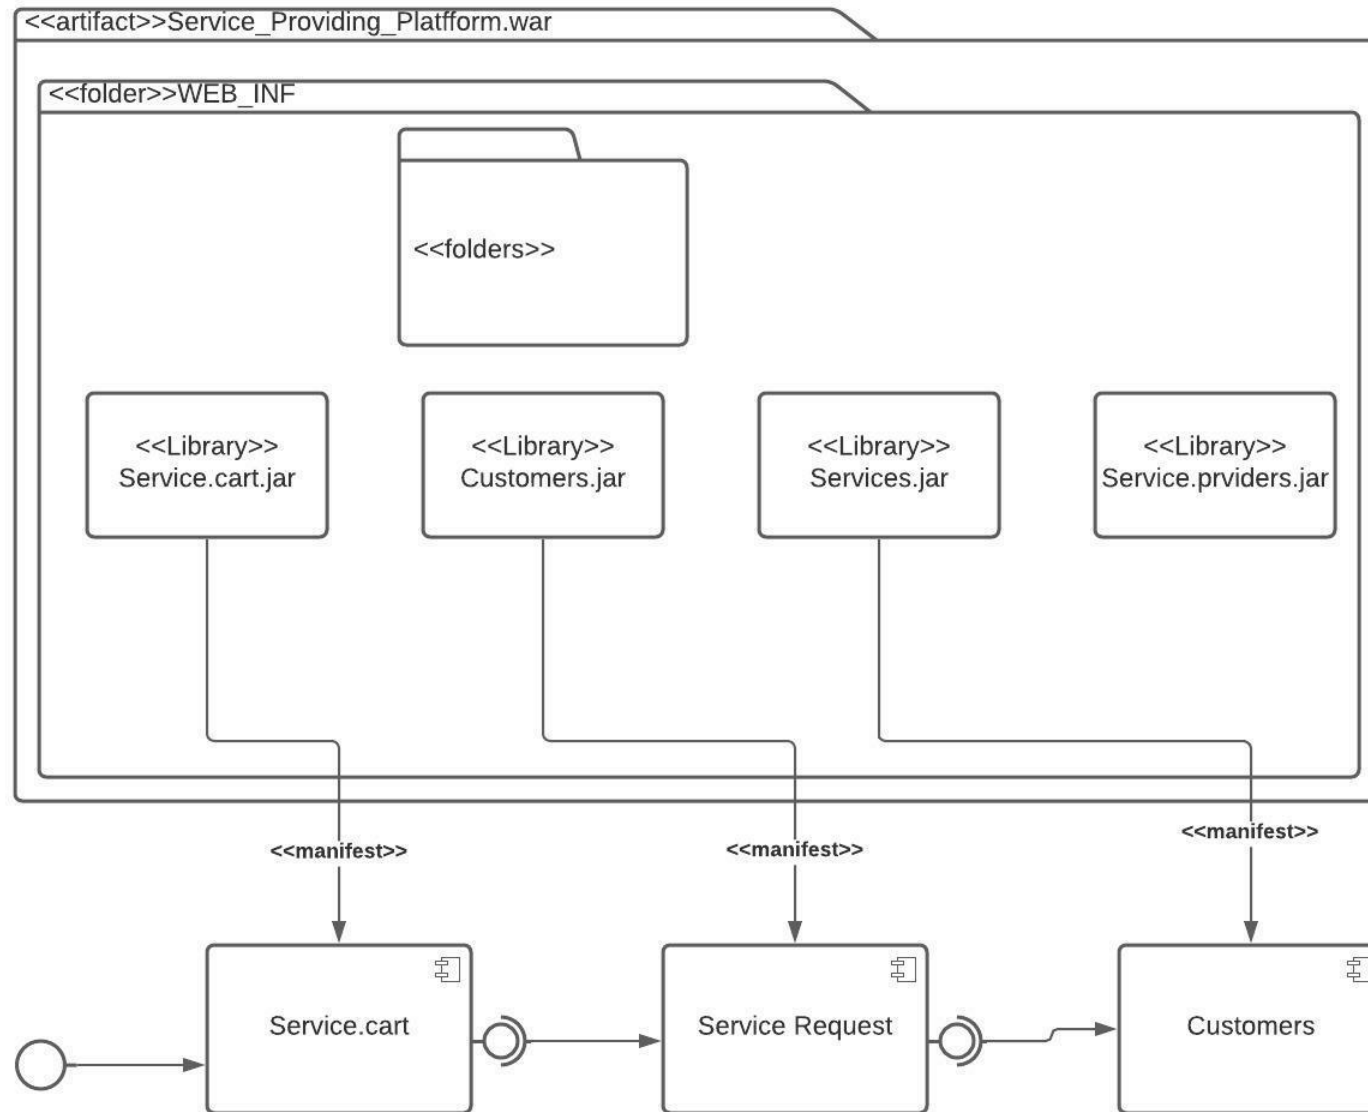 <<artifact>>Service_Providing_Platfform.war
<<folder>>WEB_INF
<<folders>>
<<Library>>
Service.cart.jar
<<Library>>
Customers.jar
<<Library>>
Services.jar
<<Library>>
Service.prviders.jar
<<manifest>>
<<manifest>>
<<manifest>>
Service.cart
Service Request
Customers